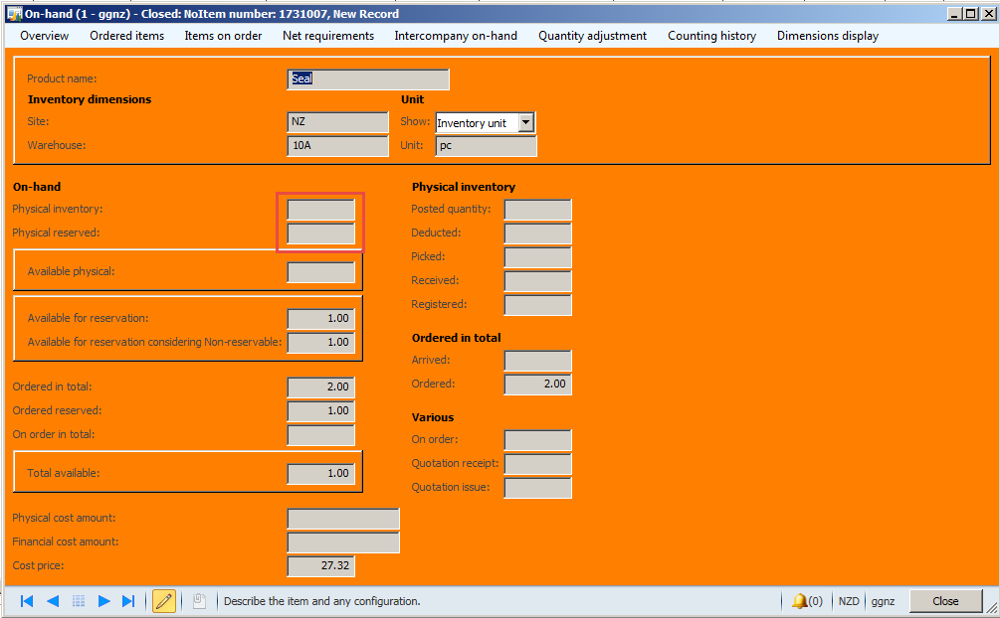 On-hand (1 - ggnz) - Closed: NoItem number: 1731007, New Record
Overview Ordered items Items on order Net requirements Intercompany on-hand Quantity adjustment Counting history Dimensions display
Product name: Seal
Inventory dimensions Unit
Site: NZ Show: Inventory unit
Warehouse: 10A Unit: pc
On-hand Physical inventory
Physical inventory: Posted quantity:
Physical reserved: Deducted:
Picked:
Available physical: Received:
Registered:
Available for reservation: 1.00
Available for reservation considering Non-reservable: 1.00 Ordered in total
Arrived:
Ordered in total: 2.00 Ordered: 2.00
Ordered reserved: 1.00 Various
On order in total: On order:
Quotation receipt:
Total available: 1.00 Quotation issue:
Physical cost amount:
Financial cost amount:
Cost price: 27.32
Describe the item and any configuration. (0) NZD ggnz Close